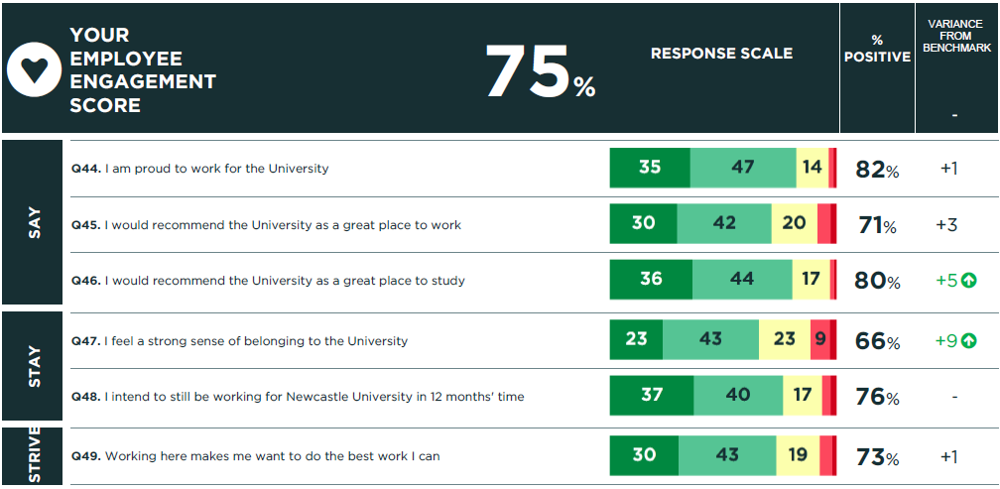 YOUR
EMPLOYEE
ENGAGEMENT
SCORE
75%
RESPONSE SCALE
%
POSITIVE
VARIANCE
FROM
BENCHMARK
-
SAY
Q44. I am proud to work for the University
35 47 14
82%
+1
Q45. I would recommend the University as a great place to work
30 42 20
71%
+3
Q46. I would recommend the University as a great place to study
36 44 17
80%
+5
STAY
Q47. I feel a strong sense of belonging to the University
23 43 23 9
66%
+9
Q48. I intend to still be working for Newcastle University in 12 months' time
37 40 17
76%
-
STRIVE
Q49. Working here makes me want to do the best work I can
30 43 19
73%
+1